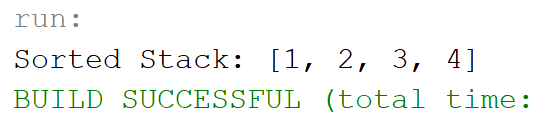 run:
Sorted Stack: [1, 2, 3, 4]
BUILD SUCCESSFUL (total time: